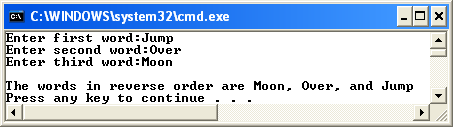 C:\WINDOWS\system32\cmd.exe
Enter first word:Jump
Enter second word:Over
Enter third word:Moon
The words in reverse order are Moon, Over, and Jump
Press any key to continue . . .